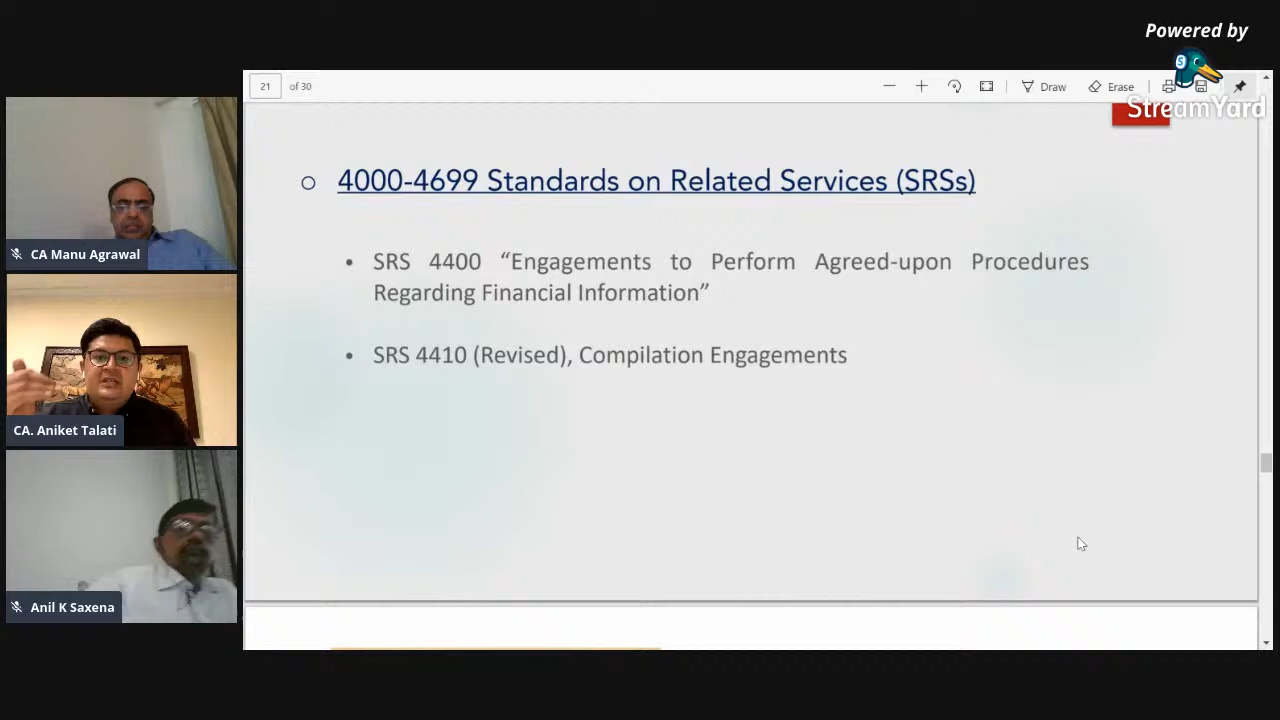 Powered by
StreamYard
21 of 30
Draw
Erase
4000-4699 Standards on Related Services (SRSs)
• SRS 4400 “Engagements to Perform Agreed-upon Procedures
Regarding Financial Information”
• SRS 4410 (Revised), Compilation Engagements
CA Manu Agrawal
CA. Aniket Talati
Anil K Saxena